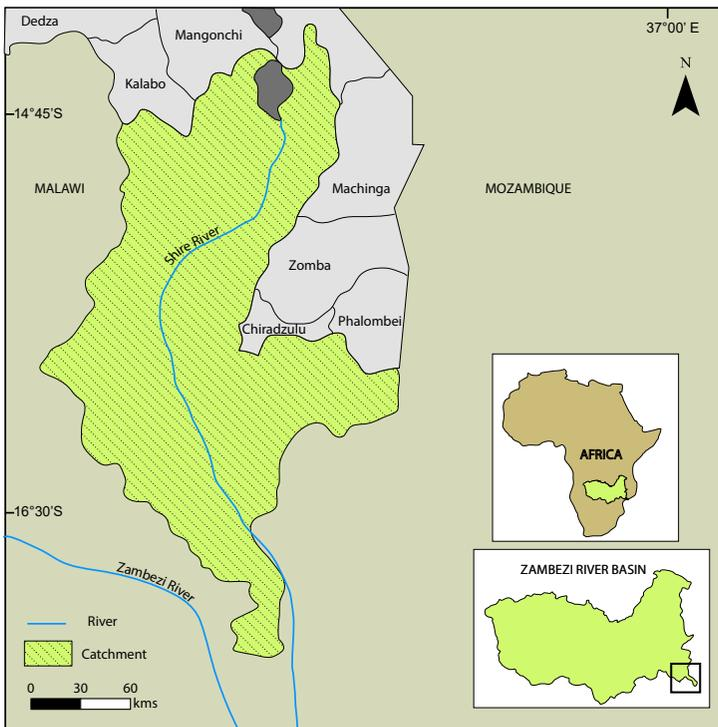 Dedza
Mangonchi
37°00' E
Kalabo
N
14°45'S
MALAWI
Machinga
MOZAMBIQUE
Shire River
Zomba
Chiradzulu
Phalombei
AFRICA
16°30'S
Zambezi River
ZAMBEZI RIVER BASIN
River
Catchment
0 30 60
kms